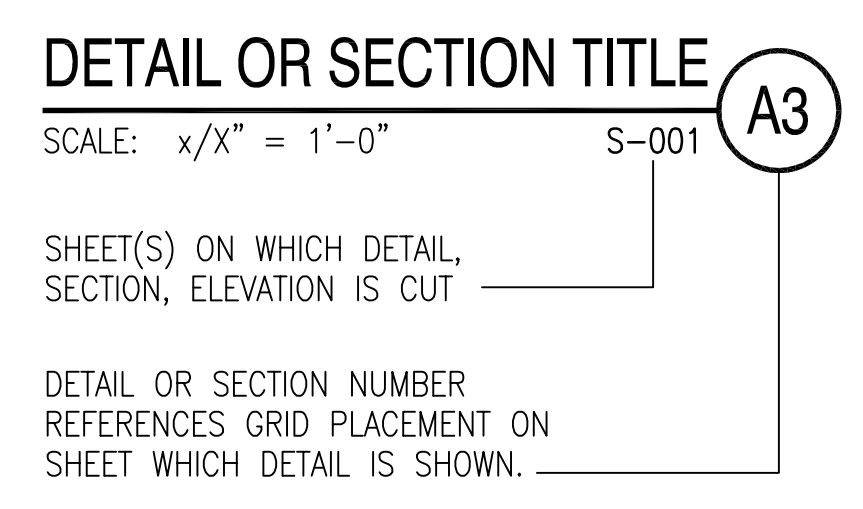 DETAIL OR SECTION TITLE
A3
SCALE: x/X" = 1'-0" S-001
SHEET(S) ON WHICH DETAIL,
SECTION, ELEVATION IS CUT
DETAIL OR SECTION NUMBER
REFERENCES GRID PLACEMENT ON
SHEET WHICH DETAIL IS SHOWN.